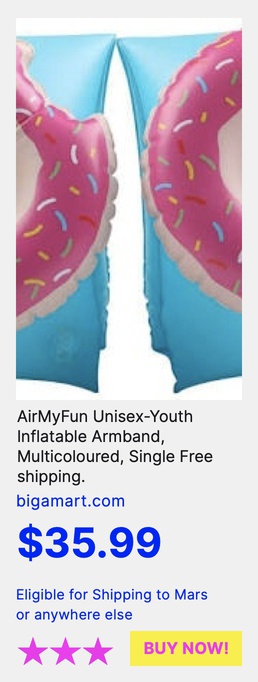 AirMyFun Unisex-Youth
Inflatable Armband,
Multicoloured, Single Free
shipping.
bigamart.com
$35.99
Eligible for Shipping to Mars
or anywhere else
BUY NOW!